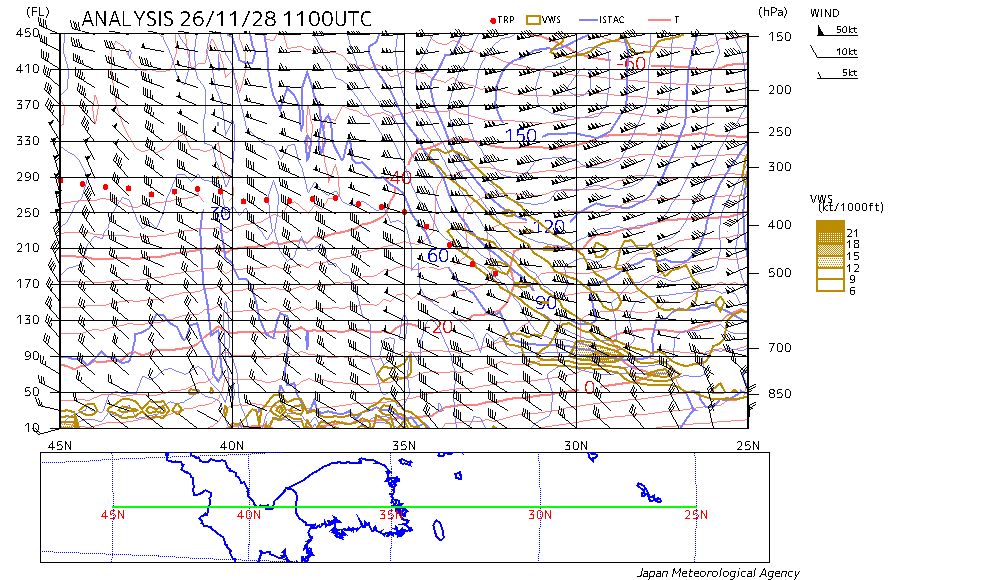 (FL) ANALYSIS 26/11/28 1100UTC TRP VWS ISTAC T (hPa)
450 150
410 -60
370 200
150
330 250
290 300
-40
250 30 120 400
210 60
170 90 500
130 -20
90 700
0
50 850
10
45N 40N 35N 30N 25N
WIND
50kt
10kt
5kt
VWS
(kt/1000ft)
21
18
15
12
9
6
45N 40N 35N 30N 25N
Japan Meteorological Agency